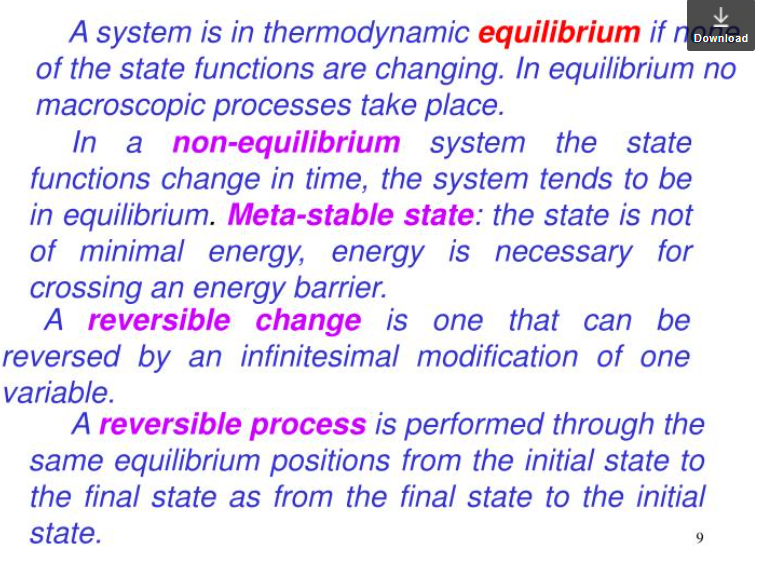 A system is in thermodynamic equilibrium if none
Download
of the state functions are changing. In equilibrium no
macroscopic processes take place.
In a non-equilibrium system the state
functions change in time, the system tends to be
in equilibrium. Meta-stable state: the state is not
of minimal energy, energy is necessary for
crossing an energy barrier.
A reversible change is one that can be
reversed by an infinitesimal modification of one
variable.
A reversible process is performed through the
same equilibrium positions from the initial state to
the final state as from the final state to the initial
state.
9